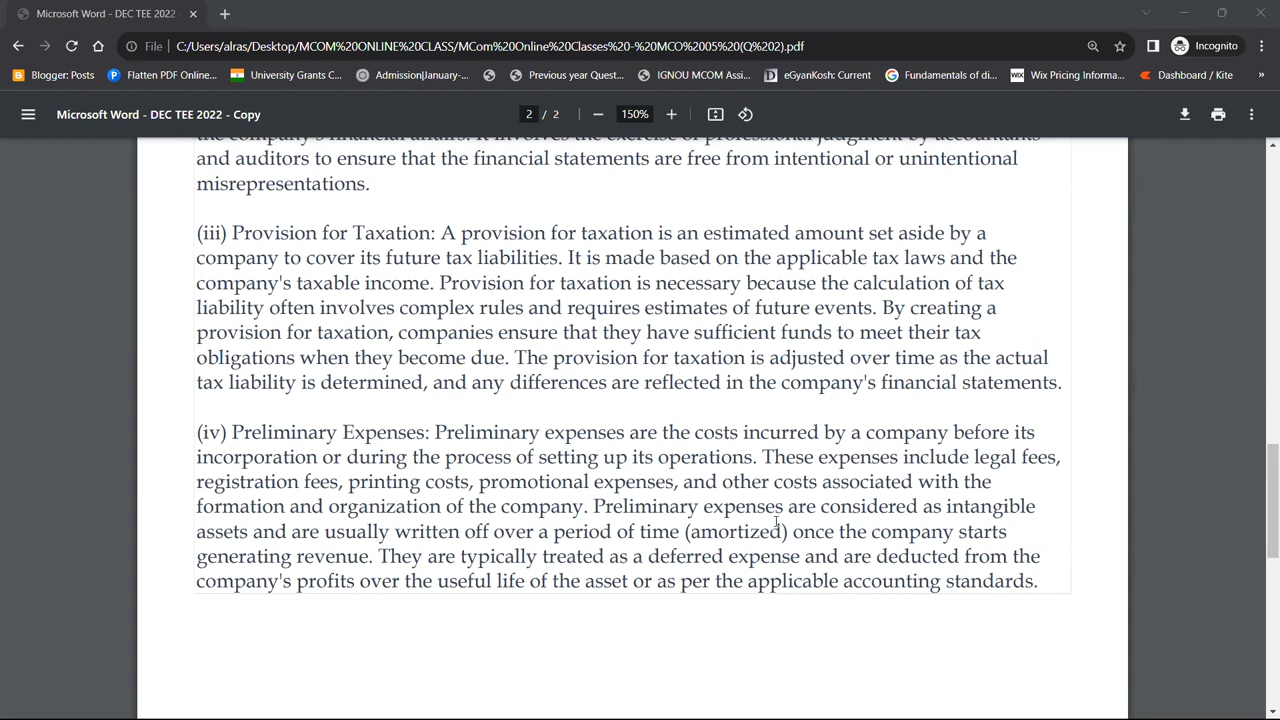 Microsoft Word - DEC TEE 2022
Incognito
File C:/Users/alras/Desktop/MCOM%20ONLINE%20CLASS/MCom%20Online%20Classes%20-%20MCO%2005%20(Q%202).pdf
Blogger: Posts Flatten PDF Online... University Grants C... Admission|January-... Previous year Quest... IGNOU MCOM Assi... eGyanKosh: Current Fundamentals of di... Wix Pricing Informa... Dashboard / Kite »
Microsoft Word - DEC TEE 2022 - Copy 2 / 2 150%
the company's financial affairs. It involves the exercise of professional judgment by accountants
and auditors to ensure that the financial statements are free from intentional or unintentional
misrepresentations.
(iii) Provision for Taxation: A provision for taxation is an estimated amount set aside by a
company to cover its future tax liabilities. It is made based on the applicable tax laws and the
company's taxable income. Provision for taxation is necessary because the calculation of tax
liability often involves complex rules and requires estimates of future events. By creating a
provision for taxation, companies ensure that they have sufficient funds to meet their tax
obligations when they become due. The provision for taxation is adjusted over time as the actual
tax liability is determined, and any differences are reflected in the company's financial statements.
(iv) Preliminary Expenses: Preliminary expenses are the costs incurred by a company before its
incorporation or during the process of setting up its operations. These expenses include legal fees,
registration fees, printing costs, promotional expenses, and other costs associated with the
formation and organization of the company. Preliminary expenses are considered as intangible
assets and are usually written off over a period of time (amortized) once the company starts
generating revenue. They are typically treated as a deferred expense and are deducted from the
company's profits over the useful life of the asset or as per the applicable accounting standards.